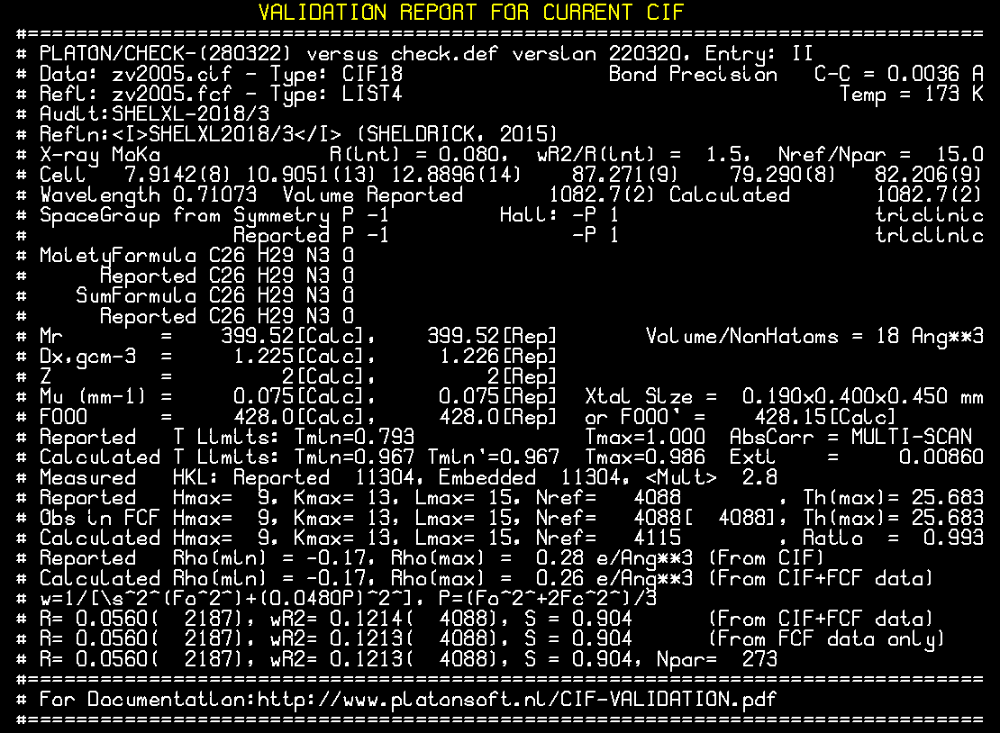 VALIDATION REPORT FOR CURRENT CIF
#===============================================================================
# PLATON/CHECK-(280322) versus check.def version 220320, Entry: II
# Data: zv2005.cif - Type: CIF18 Bond Precision C-C = 0.0036 A
# Refl: zv2005.fcf - Type: LIST4 Temp = 173 K
# Audit:SHELXL-2018/3
# Refin:<I>SHELXL2018/3</I> (SHELDRICK, 2015)
# X-ray MoKa R(int) = 0.080, wR2/R(int) = 1.5, Nref/Npar = 15.0
# Cell 7.9142(8) 10.9051(13) 12.8896(14) 87.271(9) 79.290(8) 82.206(9)
# Wavelength 0.71073 Volume Reported 1082.7(2) Calculated 1082.7(2)
# SpaceGroup from Symmetry P -1 Hall: -P 1 triclinic
# Reported P -1 -P 1 triclinic
# MoietyFormula C26 H29 N3 O
# Reported C26 H29 N3 O
# SumFormula C26 H29 N3 O
# Reported C26 H29 N3 O
# Mr = 399.52[Calc], 399.52[Rep] Volume/NonHatoms = 18 Ang**3
# Dx,gcm-3 = 1.225[Calc], 1.226[Rep]
# Z = 2[Calc], 2[Rep]
# Mu (mm-1) = 0.075[Calc], 0.075[Rep] Xtal Size = 0.190x0.400x0.450 mm
# F000 = 428.0[Calc], 428.0[Rep] or F000' = 428.15[Calc]
# Reported T Limits: Tmin=0.793 Tmax=1.000 AbsCorr = MULTI-SCAN
# Calculated T Limits: Tmin=0.967 Tmin'=0.967 Tmax=0.986 Exti = 0.00860
# Measured HKL: Reported 11304, Embedded 11304, <Mult> 2.8
# Reported Hmax= 9, Kmax= 13, Lmax= 15, Nref= 4088 , Th(max)= 25.683
# Obs in FCF Hmax= 9, Kmax= 13, Lmax= 15, Nref= 4088[ 4088], Th(max)= 25.683
# Calculated Hmax= 9, Kmax= 13, Lmax= 15, Nref= 4115 , Ratio = 0.993
# Reported Rho(min) = -0.17, Rho(max) = 0.28 e/Ang**3 (From CIF)
# Calculated Rho(min) = -0.17, Rho(max) = 0.26 e/Ang**3 (From CIF+FCF data)
# w=1/[\s^2^(Fo^2^)+(0.0480P)^2^], P=(Fo^2^+2Fc^2^)/3
# R= 0.0560( 2187), wR2= 0.1214( 4088), S = 0.904 (From CIF+FCF data)
# R= 0.0560( 2187), wR2= 0.1213( 4088), S = 0.904 (From FCF data only)
# R= 0.0560( 2187), wR2= 0.1213( 4088), S = 0.904, Npar= 273
#===============================================================================
# For Documentation:http://www.platonsoft.nl/CIF-VALIDATION.pdf
#===============================================================================